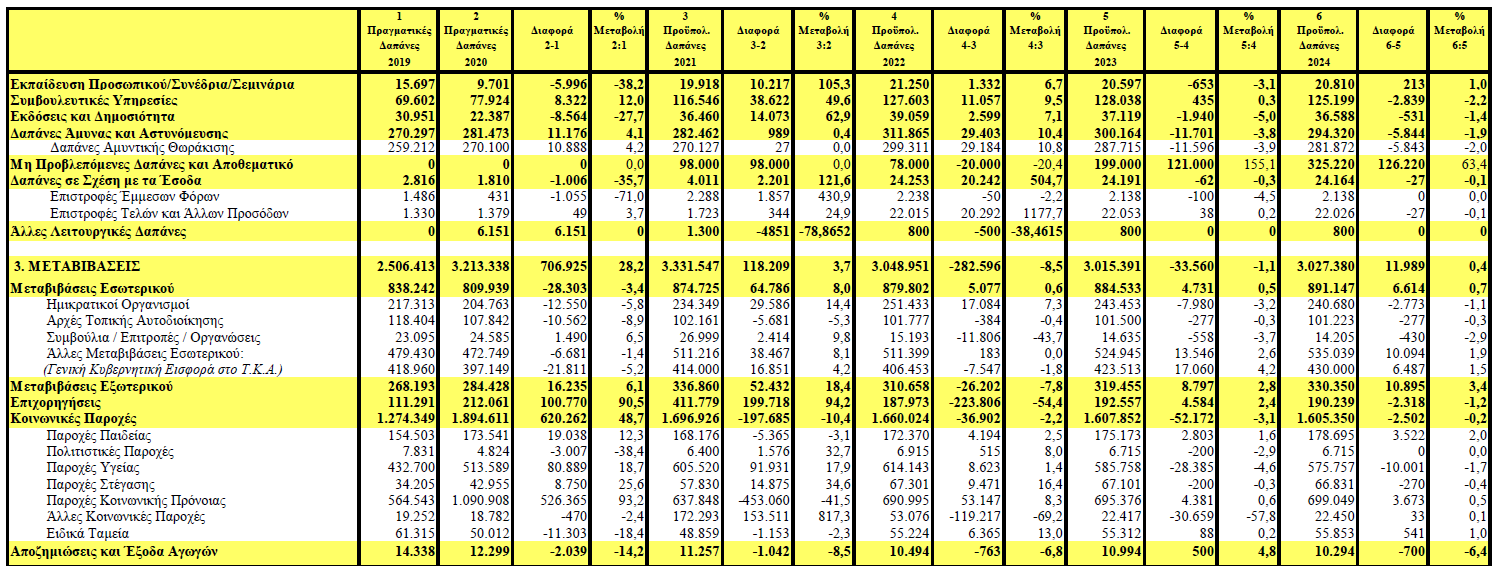 1 2 % 3 % 4 % 5 % 6 %
Πραγματικές Πραγματικές Διαφορά Μεταβολή Προϋπολ. Διαφορά Μεταβολή Προϋπολ. Διαφορά Μεταβολή Προϋπολ. Διαφορά Μεταβολή Προϋπολ. Διαφορά Μεταβολή
Δαπάνες Δαπάνες 2-1 2:1 Δαπάνες 3-2 3:2 Δαπάνες 4-3 4:3 Δαπάνες 5-4 5:4 Δαπάνες 6-5 6:5
2019 2020 2021 2022 2023 2024
Εκπαίδευση Προσωπικού/Συνέδρια/Σεμινάρια 15.697 9.701 -5.996 -38,2 19.918 10.217 105,3 21.250 1.332 6,7 20.597 -653 -3,1 20.810 213 1,0
Συμβουλευτικές Υπηρεσίες 69.602 77.924 8.322 12,0 116.546 38.622 49,6 127.603 11.057 9,5 128.038 435 0,3 125.199 -2.839 -2,2
Εκδόσεις και Δημοσιότητα 30.951 22.387 -8.564 -27,7 36.460 14.073 62,9 39.059 2.599 7,1 37.119 -1.940 -5,0 36.588 -531 -1,4
Δαπάνες Άμυνας και Αστυνόμευσης 270.297 281.473 11.176 4,1 282.462 989 0,4 311.865 29.403 10,4 300.164 -11.701 -3,8 294.320 -5.844 -1,9
Δαπάνες Αμυντικής Θωράκισης 259.212 270.100 10.888 4,2 270.127 27 0,0 299.311 29.184 10,8 287.715 -11.596 -3,9 281.872 -5.843 -2,0
Μη Προβλεπόμενες Δαπάνες και Αποθεματικό 0 0 0 0,0 98.000 98.000 0,0 78.000 -20.000 -20,4 199.000 121.000 155,1 325.220 126.220 63,4
Δαπάνες σε Σχέση με τα Έσοδα 2.816 1.810 -1.006 -35,7 4.011 2.201 121,6 24.253 20.242 504,7 24.191 -62 -0,3 24.164 -27 -0,1
Επιστροφές Έμμεσων Φόρων 1.486 431 -1.055 -71,0 2.288 1.857 430,9 2.238 -50 -2,2 2.138 -100 -4,5 2.138 0 0,0
Επιστροφές Τελών και Άλλων Προσόδων 1.330 1.379 49 3,7 1.723 344 24,9 22.015 20.292 1177,7 22.053 38 0,2 22.026 -27 -0,1
Άλλες Λειτουργικές Δαπάνες 0 6.151 6.151 0 1.300 -4851 -78,8652 800 -500 -38,4615 800 0 0 800 0 0
3. ΜΕΤΑΒΙΒΑΣΕΙΣ 2.506.413 3.213.338 706.925 28,2 3.331.547 118.209 3,7 3.048.951 -282.596 -8,5 3.015.391 -33.560 -1,1 3.027.380 11.989 0,4
Μεταβιβάσεις Εσωτερικού 838.242 809.939 -28.303 -3,4 874.725 64.786 8,0 879.802 5.077 0,6 884.533 4.731 0,5 891.147 6.614 0,7
Ημικρατικοί Οργανισμοί 217.313 204.763 -12.550 -5,8 234.349 29.586 14,4 251.433 17.084 7,3 243.453 -7.980 -3,2 240.680 -2.773 -1,1
Αρχές Τοπικής Αυτοδιοίκησης 118.404 107.842 -10.562 -8,9 102.161 -5.681 -5,3 101.777 -384 -0,4 101.500 -277 -0,3 101.223 -277 -0,3
Συμβούλια / Επιτροπές / Οργανώσεις 23.095 24.585 1.490 6,5 26.999 2.414 9,8 15.193 -11.806 -43,7 14.635 -558 -3,7 14.205 -430 -2,9
Άλλες Μεταβιβάσεις Εσωτερικού: 479.430 472.749 -6.681 -1,4 511.216 38.467 8,1 511.399 183 0,0 524.945 13.546 2,6 535.039 10.094 1,9
(Γενική Κυβερνητική Εισφορά στο Τ.Κ.Α.) 418.960 397.149 -21.811 -5,2 414.000 16.851 4,2 406.453 -7.547 -1,8 423.513 17.060 4,2 430.000 6.487 1,5
Μεταβιβάσεις Εξωτερικού 268.193 284.428 16.235 6,1 336.860 52.432 18,4 310.658 -26.202 -7,8 319.455 8.797 2,8 330.350 10.895 3,4
Επιχορηγήσεις 111.291 212.061 100.770 90,5 411.779 199.718 94,2 187.973 -223.806 -54,4 192.557 4.584 2,4 190.239 -2.318 -1,2
Κοινωνικές Παροχές 1.274.349 1.894.611 620.262 48,7 1.696.926 -197.685 -10,4 1.660.024 -36.902 -2,2 1.607.852 -52.172 -3,1 1.605.350 -2.502 -0,2
Παροχές Παιδείας 154.503 173.541 19.038 12,3 168.176 -5.365 -3,1 172.370 4.194 2,5 175.173 2.803 1,6 178.695 3.522 2,0
Πολιτιστικές Παροχές 7.831 4.824 -3.007 -38,4 6.400 1.576 32,7 6.915 515 8,0 6.715 -200 -2,9 6.715 0 0,0
Παροχές Υγείας 432.700 513.589 80.889 18,7 605.520 91.931 17,9 614.143 8.623 1,4 585.758 -28.385 -4,6 575.757 -10.001 -1,7
Παροχές Στέγασης 34.205 42.955 8.750 25,6 57.830 14.875 34,6 67.301 9.471 16,4 67.101 -200 -0,3 66.831 -270 -0,4
Παροχές Κοινωνικής Πρόνοιας 564.543 1.090.908 526.365 93,2 637.848 -453.060 -41,5 690.995 53.147 8,3 695.376 4.381 0,6 699.049 3.673 0,5
Άλλες Κοινωνικές Παροχές 19.252 18.782 -470 -2,4 172.293 153.511 817,3 53.076 -119.217 -69,2 22.417 -30.659 -57,8 22.450 33 0,1
Ειδικά Ταμεία 61.315 50.012 -11.303 -18,4 48.859 -1.153 -2,3 55.224 6.365 13,0 55.312 88 0,2 55.853 541 1,0
Αποζημιώσεις και Έξοδα Αγωγών 14.338 12.299 -2.039 -14,2 11.257 -1.042 -8,5 10.494 -763 -6,8 10.994 500 4,8 10.294 -700 -6,4